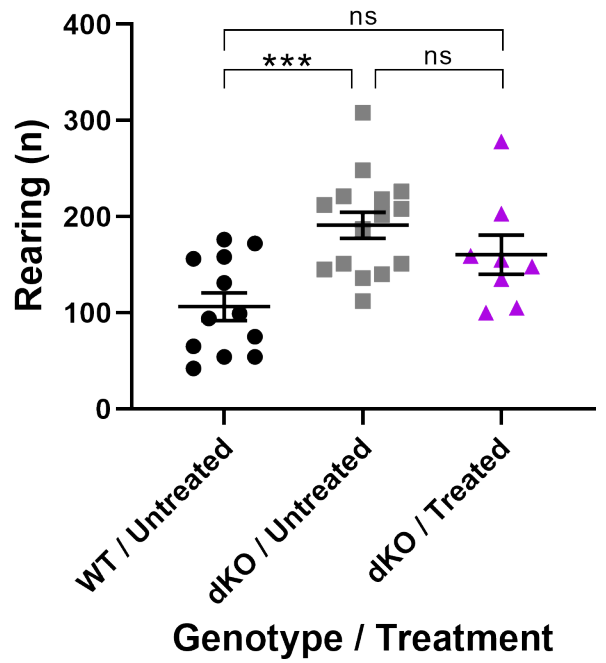 ns
*** ns
400
300
200
100
0
Rearing (n)
WT / Untreated
dKO / Untreated
dKO / Treated
Genotype / Treatment